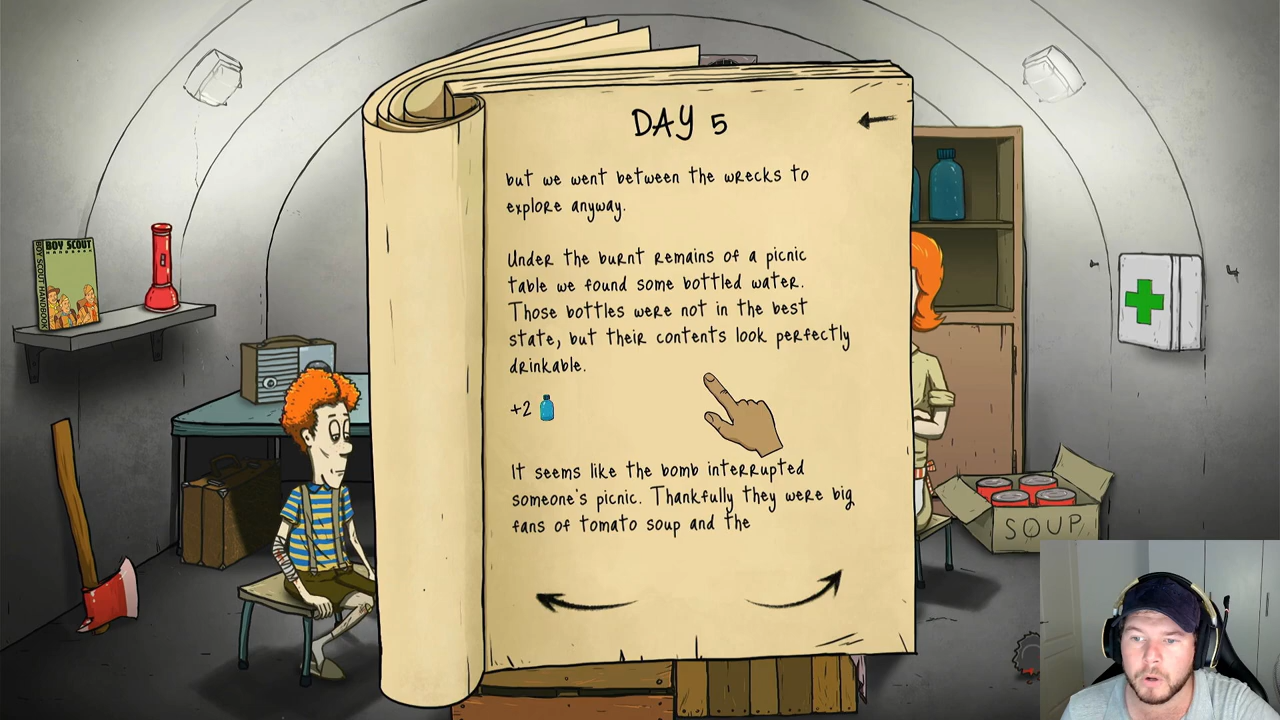 DAY 5
but we went between the wrecks to
explore anyway.
Under the burnt remains of a picnic
table we found some bottled water.
Those bottles were not in the best
state, but their contents look perfectly
drinkable.
+2
It seems like the bomb interrupted
someone's picnic. Thankfully they were big
fans of tomato soup and the
BOY SCOUT
HANDBOOK
BOY SCOUT HANDBOOK
SOUP